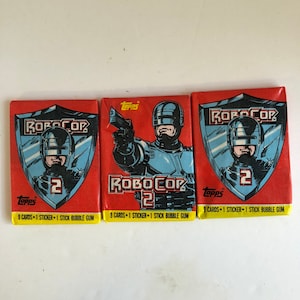 ROBOCOP
2
Topps
9 CARDS • 1 STICKER • 1 STICK BUBBLE GUM
Topps
ROBOCOP
2
9 CARDS • 1 STICKER • 1 STICK BUBBLE GUM
ROBOCOP
2
Topps
9 CARDS • 1 STICKER • 1 STICK BUBBLE GUM